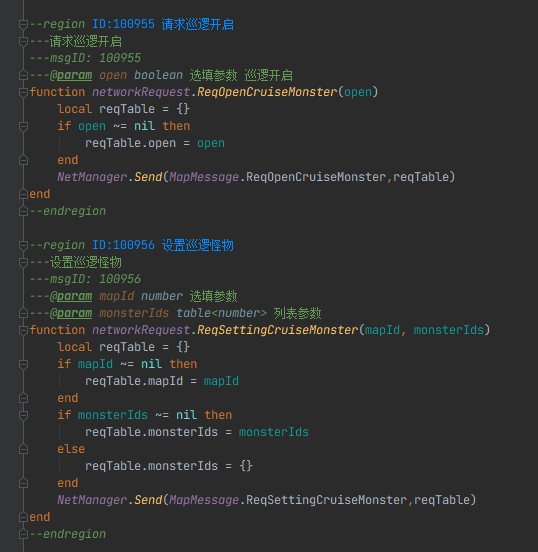 --region ID:100955 请求巡逻开启
---请求巡逻开启
---msgID: 100955
---@param open boolean 选填参数 巡逻开启
function networkRequest.ReqOpenCruiseMonster(open)
    local reqTable = {}
    if open ~= nil then
        reqTable.open = open
    end
    NetManager.Send(MapMessage.ReqOpenCruiseMonster,reqTable)
end
--endregion

--region ID:100956 设置巡逻怪物
---设置巡逻怪物
---msgID: 100956
---@param mapId number 选填参数
---@param monsterIds table<number> 列表参数
function networkRequest.ReqSettingCruiseMonster(mapId, monsterIds)
    local reqTable = {}
    if mapId ~= nil then
        reqTable.mapId = mapId
    end
    if monsterIds ~= nil then
        reqTable.monsterIds = monsterIds
    else
        reqTable.monsterIds = {}
    end
    NetManager.Send(MapMessage.ReqSettingCruiseMonster,reqTable)
end
--endregion